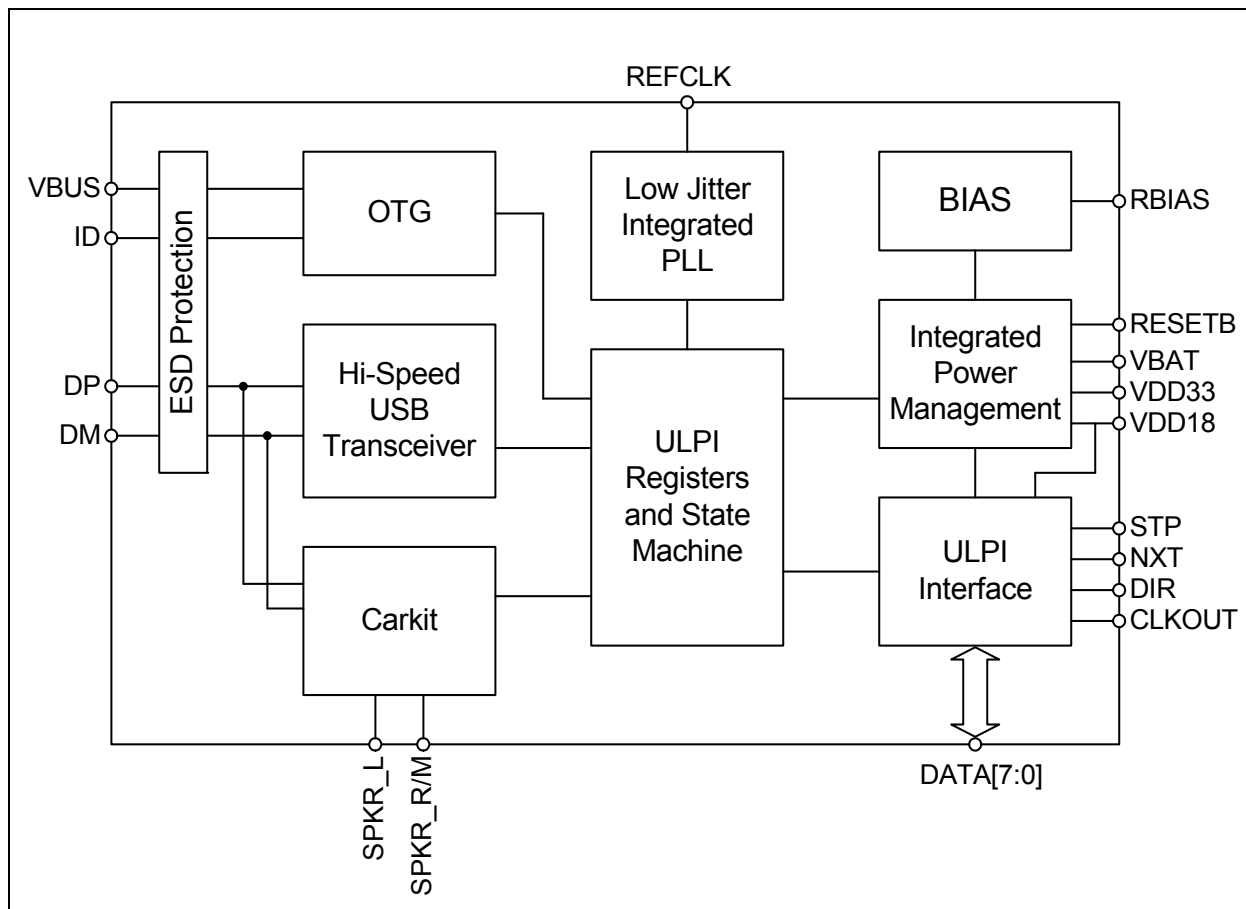 REFCLK
VBUS
ID
DP
DM
ESD Protection
OTG
Hi-Speed
USB
Transceiver
Carkit
SPKR_L
SPKR_R/M
Low Jitter
Integrated
PLL
ULPI
Registers
and State
Machine
BIAS
RBIAS
Integrated
Power
Management
RESETB
VBAT
VDD33
VDD18
ULPI
Interface
STP
NXT
DIR
CLKOUT
DATA[7:0]